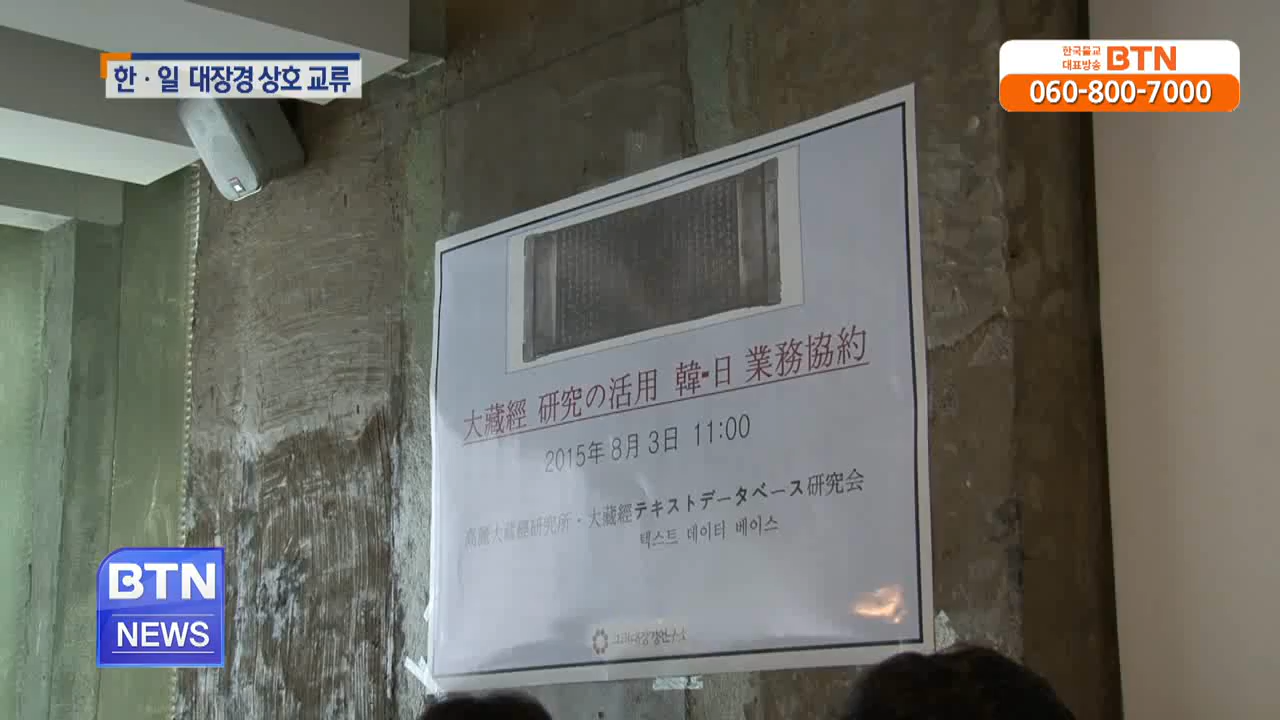 한·일 대장경 상호 교류
한국불교
대표방송 BTN
060-800-7000
大藏經 研究の活用 韓-日 業務協約
2015年 8月 3日 11:00
高麗大藏經研究所・大藏經テキストデータベース研究会
텍스트 데이터 베이스
BTN
NEWS